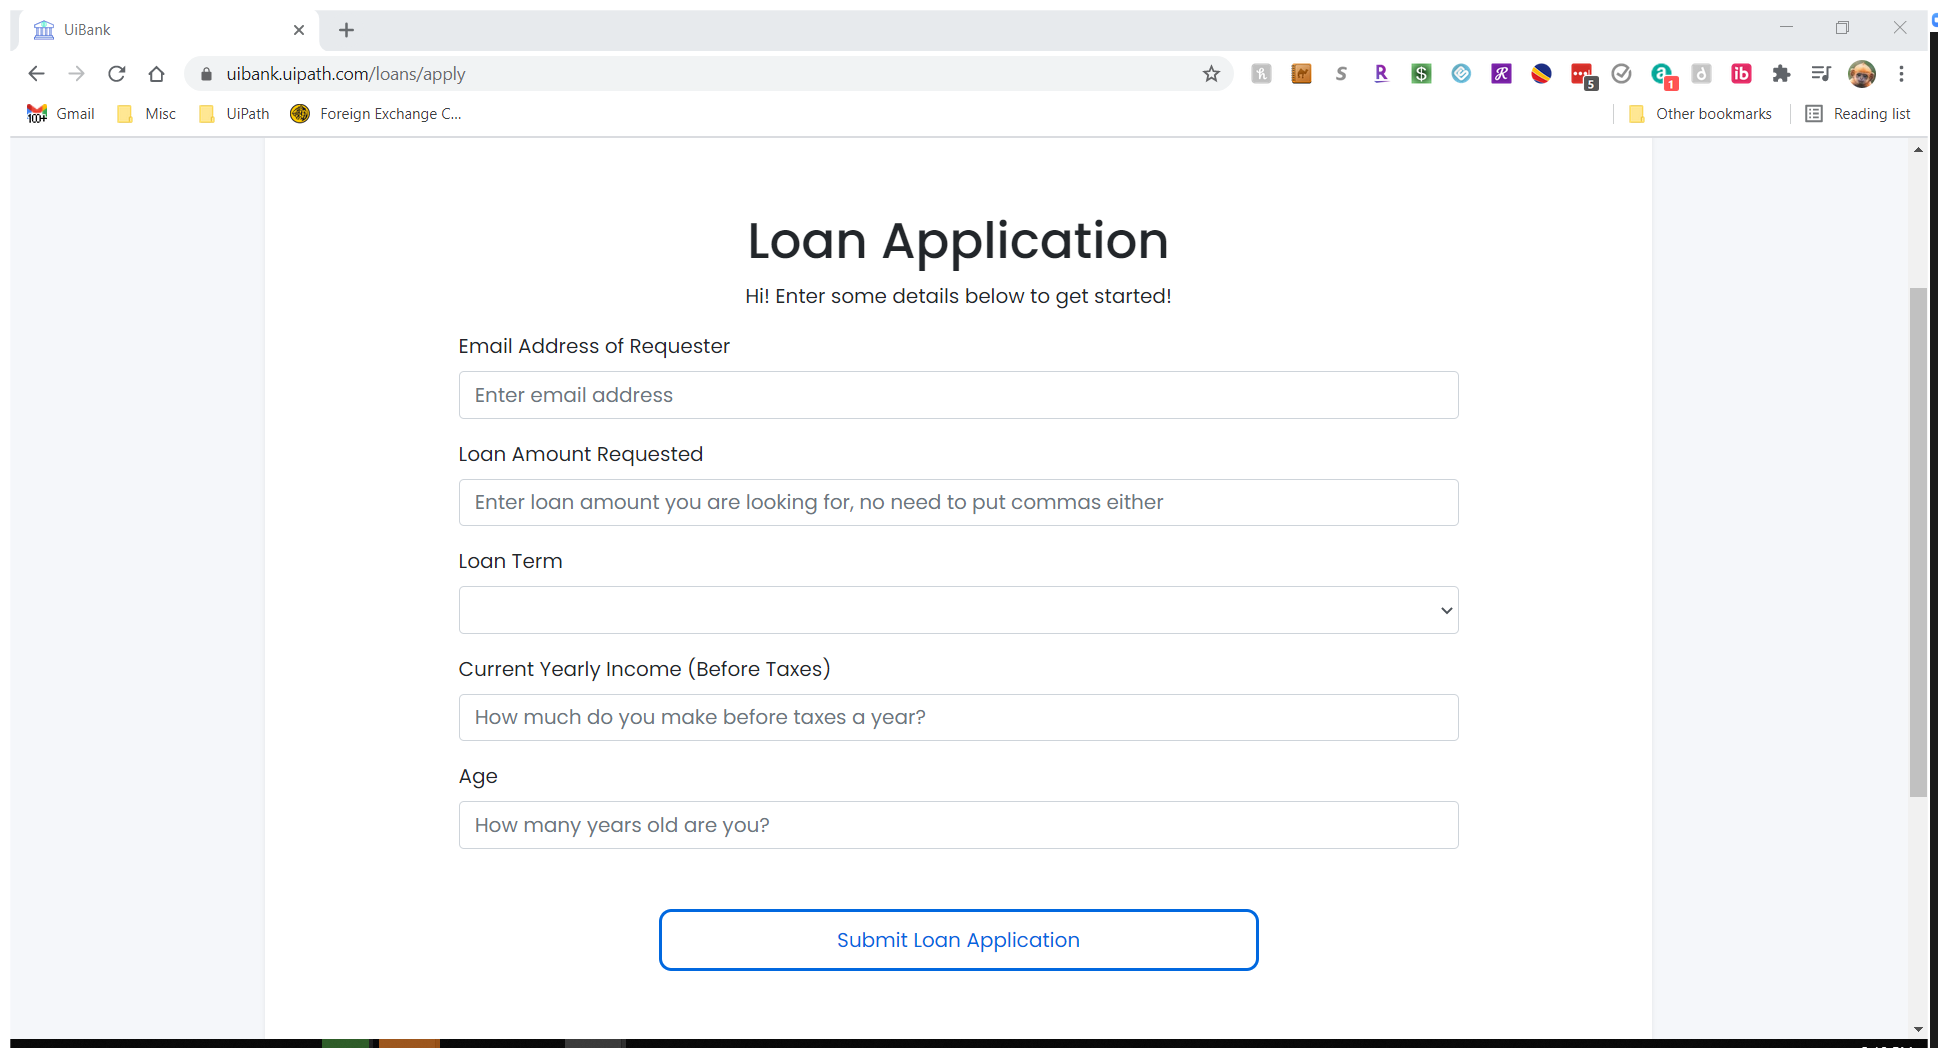 UiBank
uibank.uipath.com/loans/apply
5
1
ib
Gmail
Misc
UiPath
Foreign Exchange C...
Other bookmarks
Reading list
Loan Application
Hi! Enter some details below to get started!
Email Address of Requester
Enter email address
Loan Amount Requested
Enter loan amount you are looking for, no need to put commas either
Loan Term
Current Yearly Income (Before Taxes)
How much do you make before taxes a year?
Age
How many years old are you?
Submit Loan Application